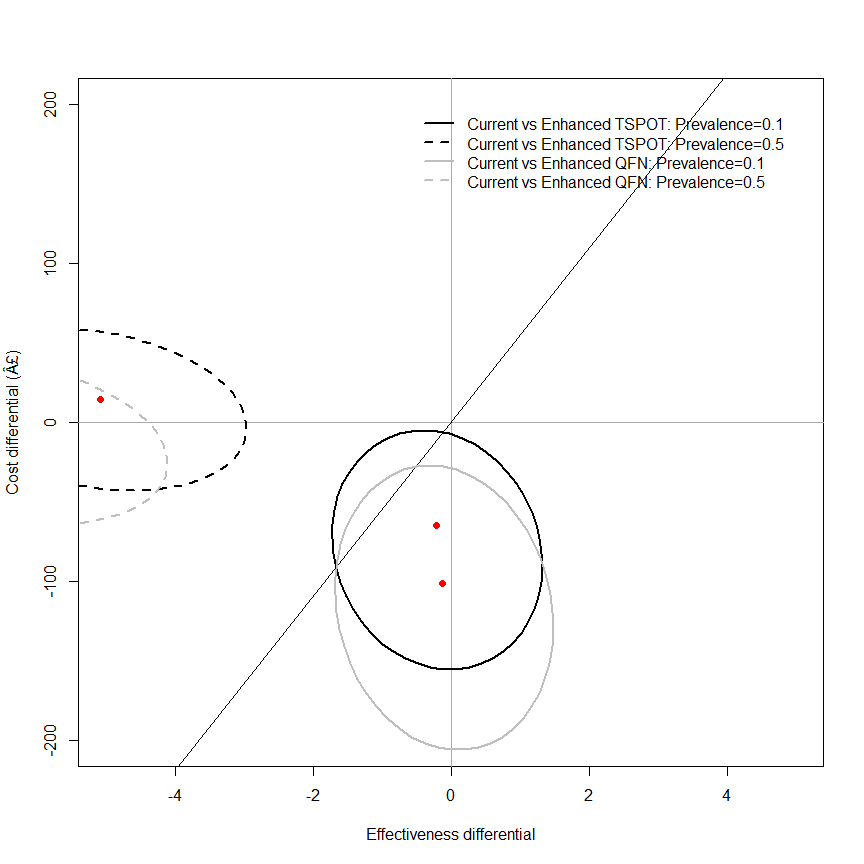 200
100
0
-100
-200
Cost differential (Â£)
Current vs Enhanced TSPOT: Prevalence=0.1
Current vs Enhanced TSPOT: Prevalence=0.5
Current vs Enhanced QFN: Prevalence=0.1
Current vs Enhanced QFN: Prevalence=0.5
-4
-2
0
2
4
Effectiveness differential